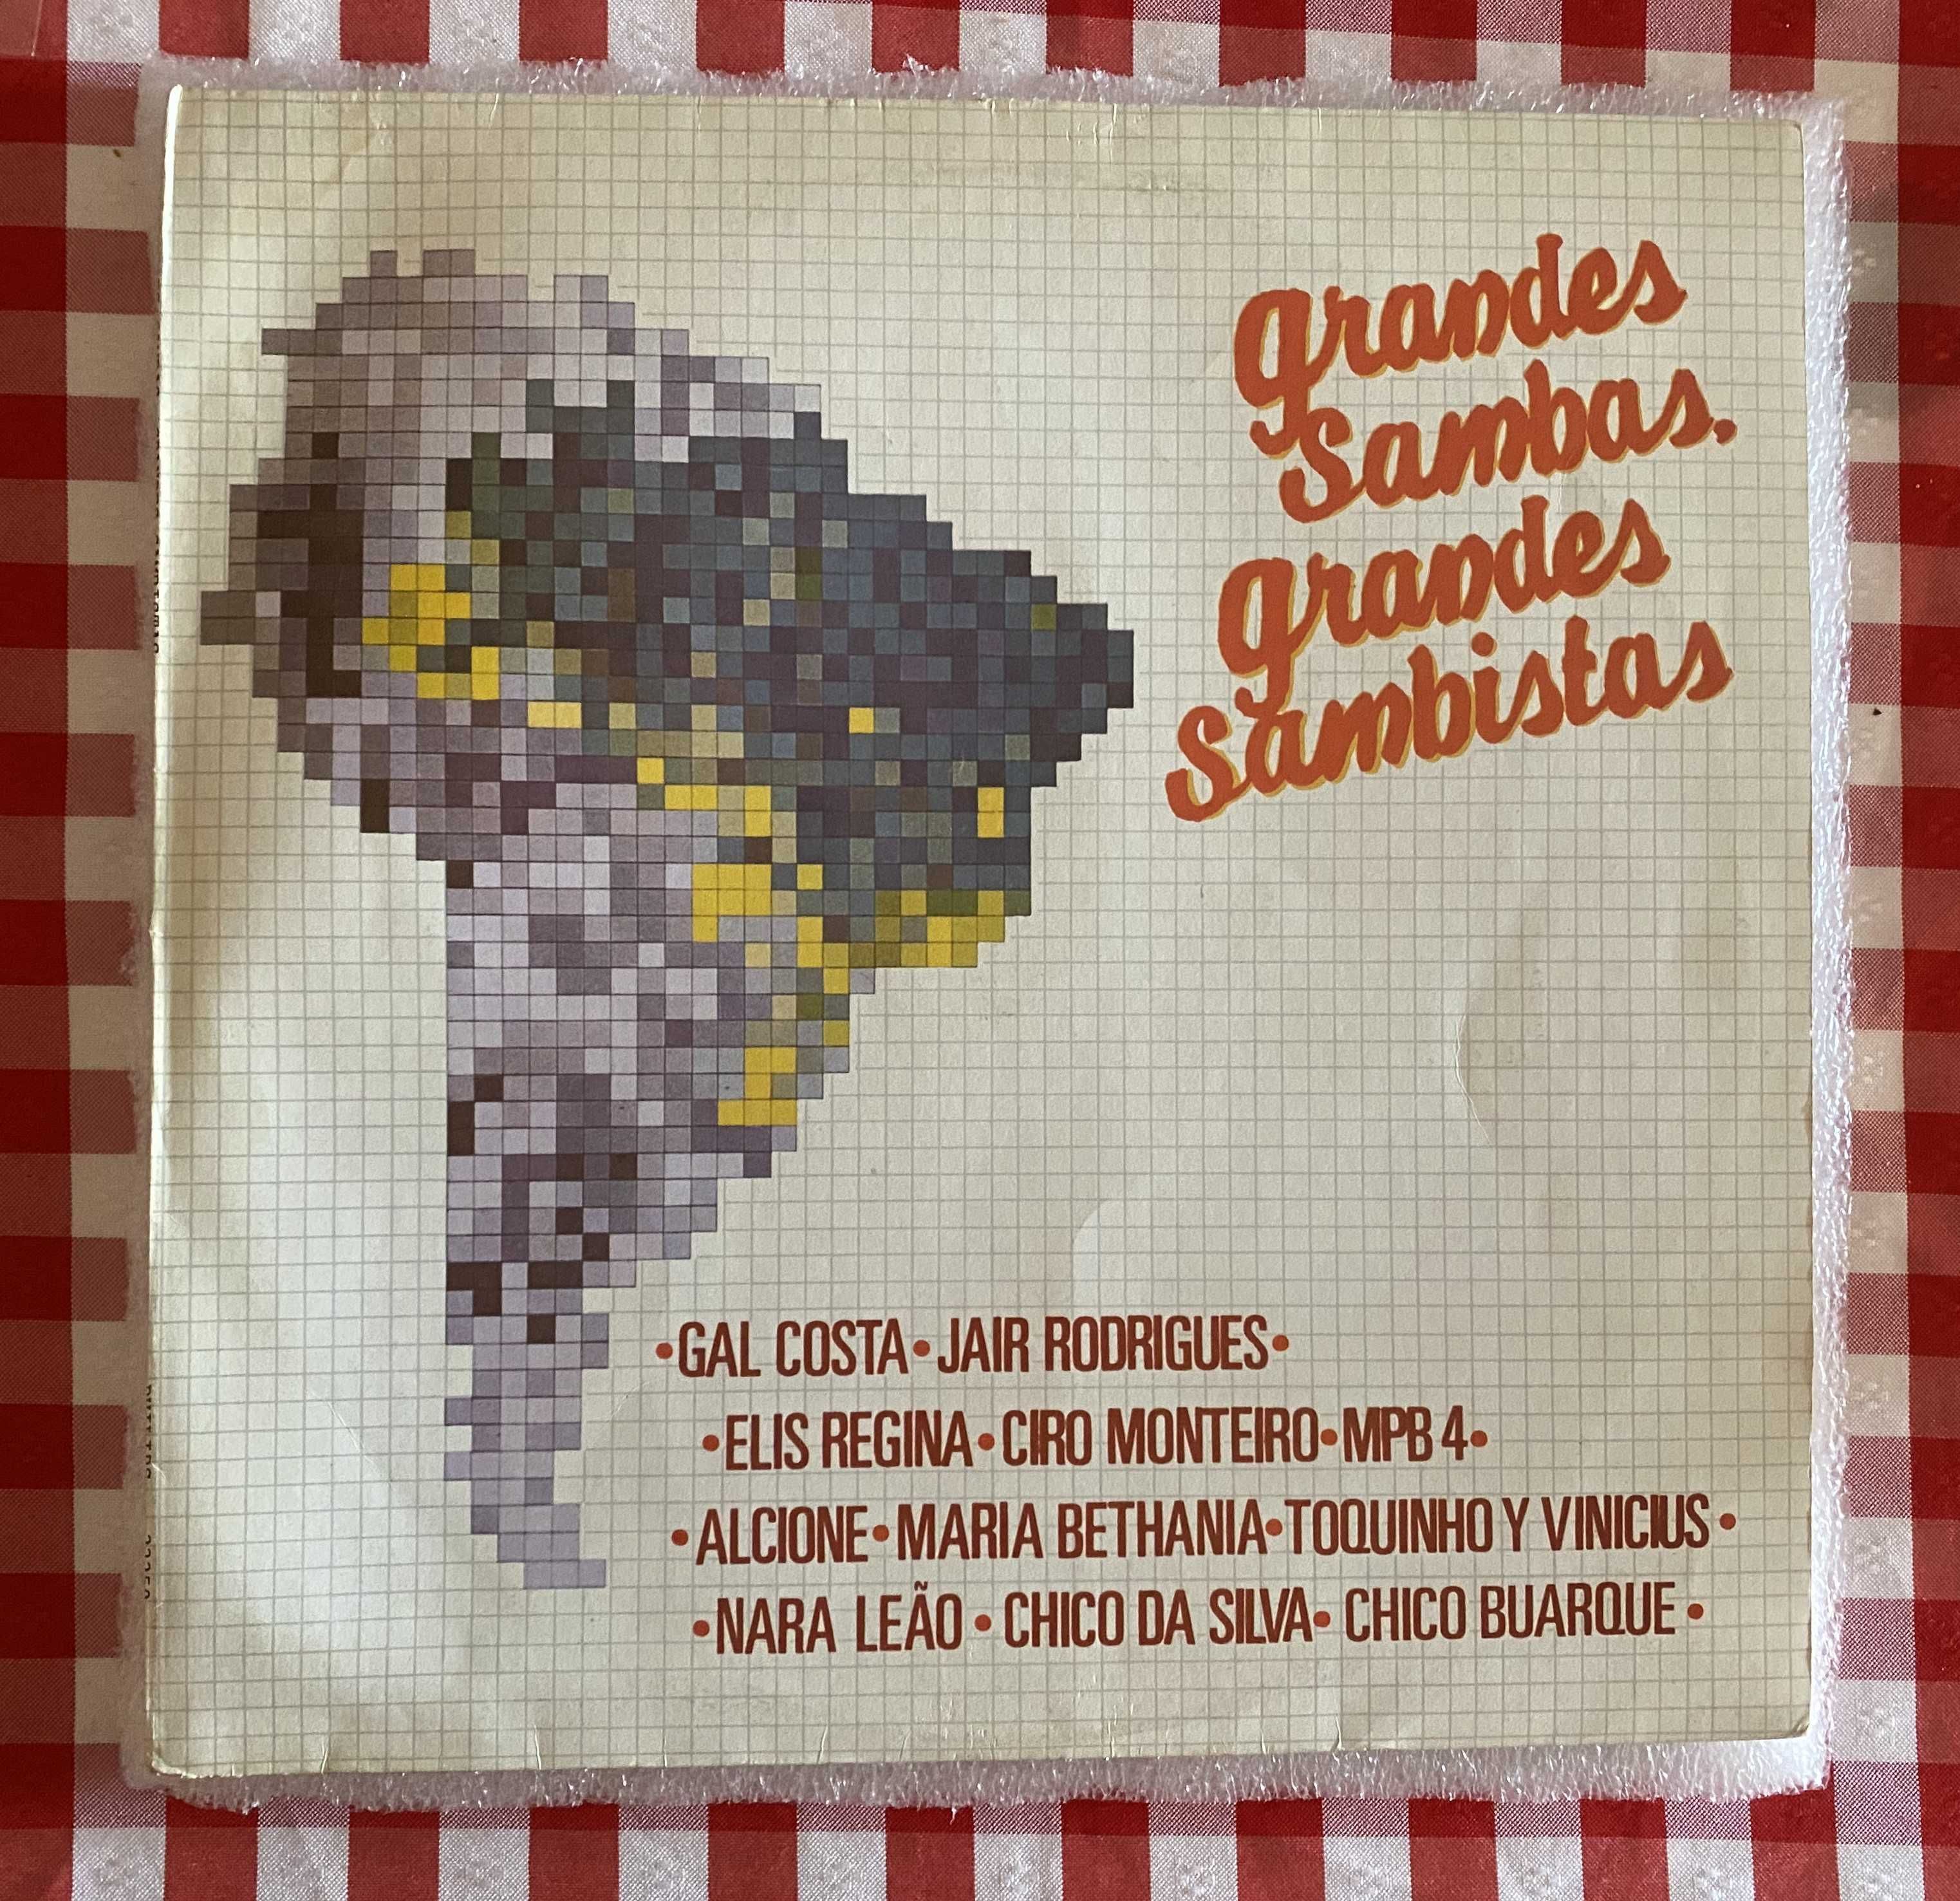 grandes
Sambas.
grandes
Sambistas
•GAL COSTA•JAIR RODRIGUES•
•ELIS REGINA•CIRO MONTEIRO•MPB 4•
•ALCIONE•MARIA BETHANIA•TOQUINHO Y VINICIUS•
•NARA LEÃO•CHICO DA SILVA•CHICO BUARQUE•